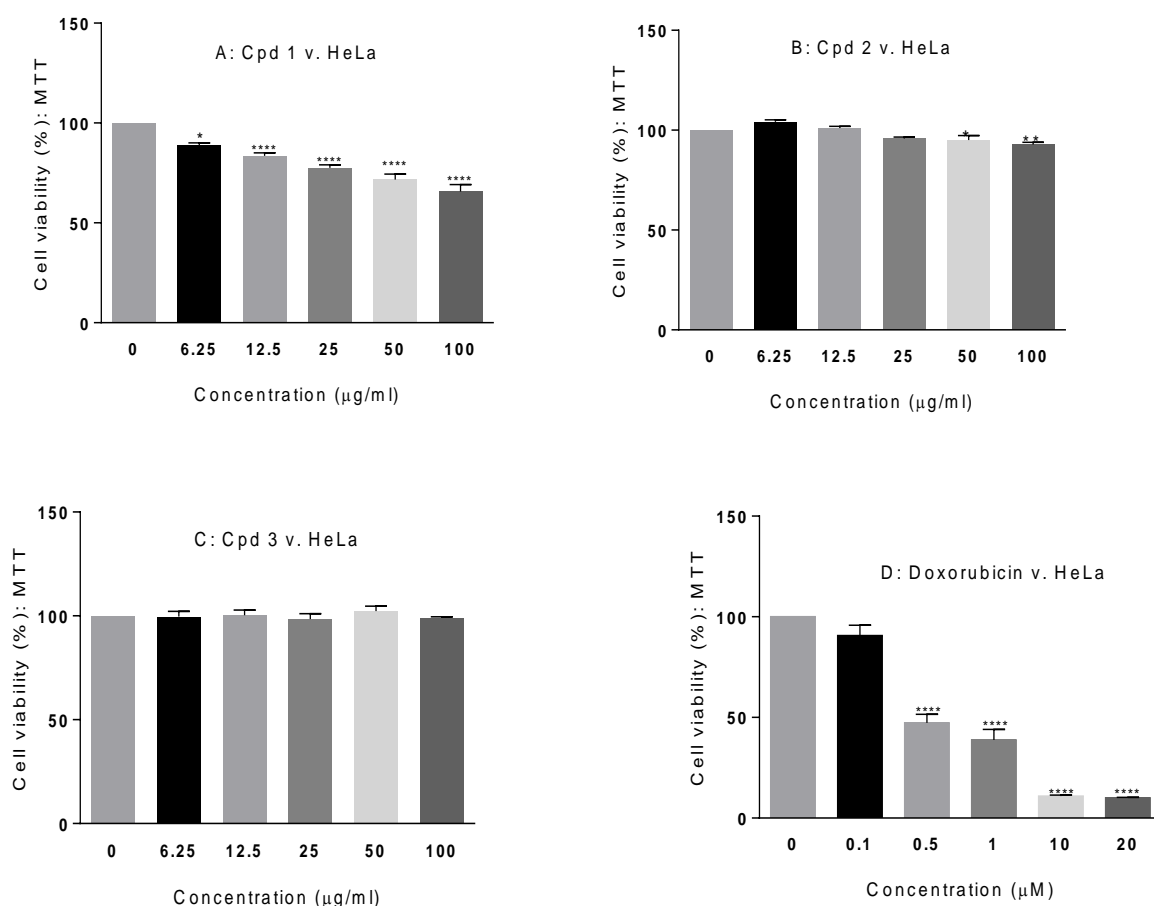 A: Cpd 1 v. HeLa
Cell viability (%): MTT
150
100
50
0
*
****
****
****
****
0 6.25 12.5 25 50 100
Concentration (μg/ml)
B: Cpd 2 v. HeLa
Cell viability (%): MTT
150
100
50
0
*
**
0 6.25 12.5 25 50 100
Concentration (μg/ml)
C: Cpd 3 v. HeLa
Cell viability (%): MTT
150
100
50
0
0 6.25 12.5 25 50 100
Concentration (μg/ml)
D: Doxorubicin v. HeLa
Cell viability (%): MTT
150
100
50
0
****
****
****
****
0 0.1 0.5 1 10 20
Concentration (μM)